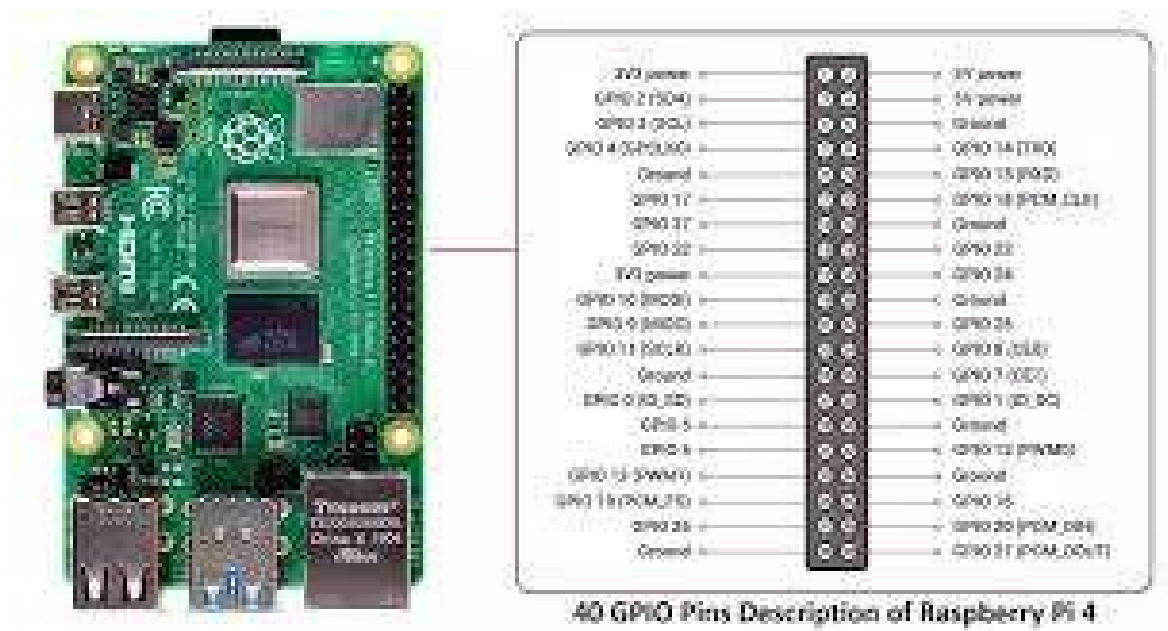 3V3 power
5V power
GPIO 2 (SDA)
5V power
GPIO 3 (SCL)
Ground
GPIO 4 (GPCLK0)
GPIO 14 (TXD)
Ground
GPIO 15 (RXD)
GPIO 17
GPIO 18 (PCM_CLK)
GPIO 27
Ground
GPIO 22
GPIO 23
3V3 power
GPIO 24
GPIO 10 (MOSI)
Ground
GPIO 9 (MISO)
GPIO 25
GPIO 11 (SCLK)
GPIO 8 (CE0)
Ground
GPIO 7 (CE1)
GPIO 0 (ID_SD)
GPIO 1 (ID_SC)
GPIO 5
Ground
GPIO 6
GPIO 12 (PWM0)
GPIO 13 (PWM1)
Ground
GPIO 19 (PCM_FS)
GPIO 16
GPIO 26
GPIO 20 (PCM_DIN)
Ground
GPIO 21 (PCM_DOUT)
40 GPIO Pins Description of Raspberry Pi 4
HDMI
FC
CE